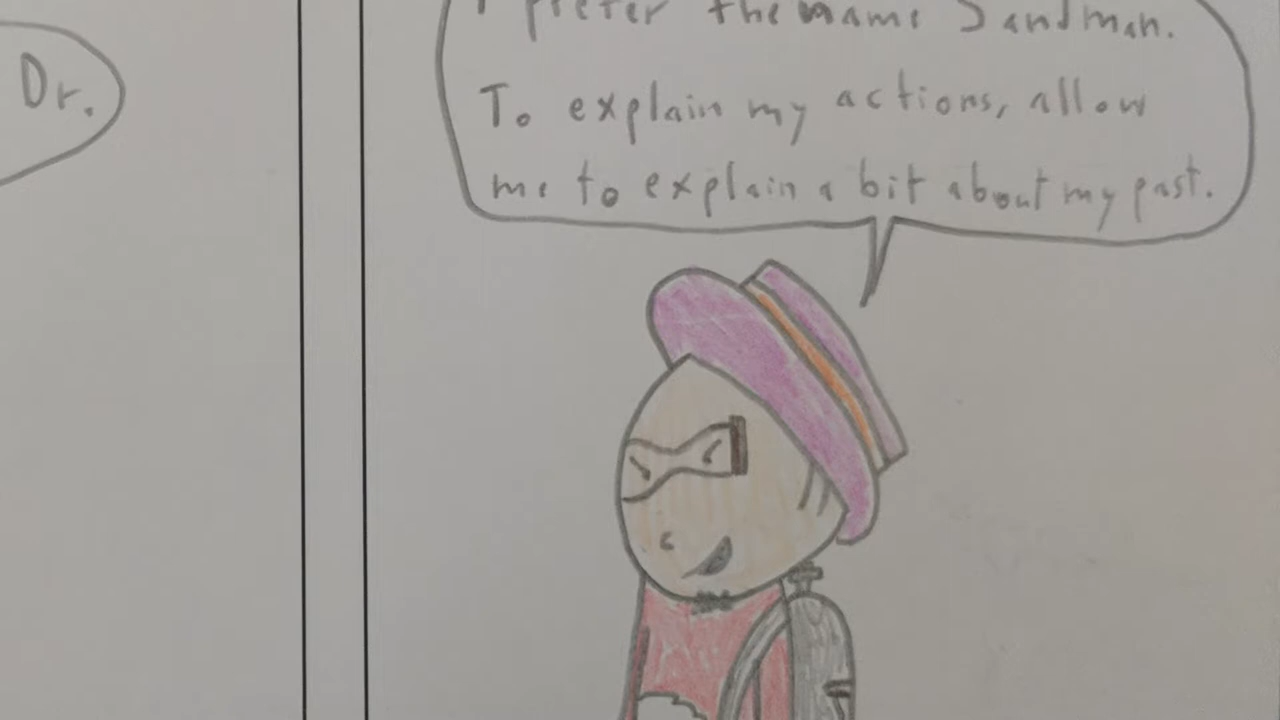 Dr.
I prefer the name Sandman.
To explain my actions, allow
me to explain a bit about my past.